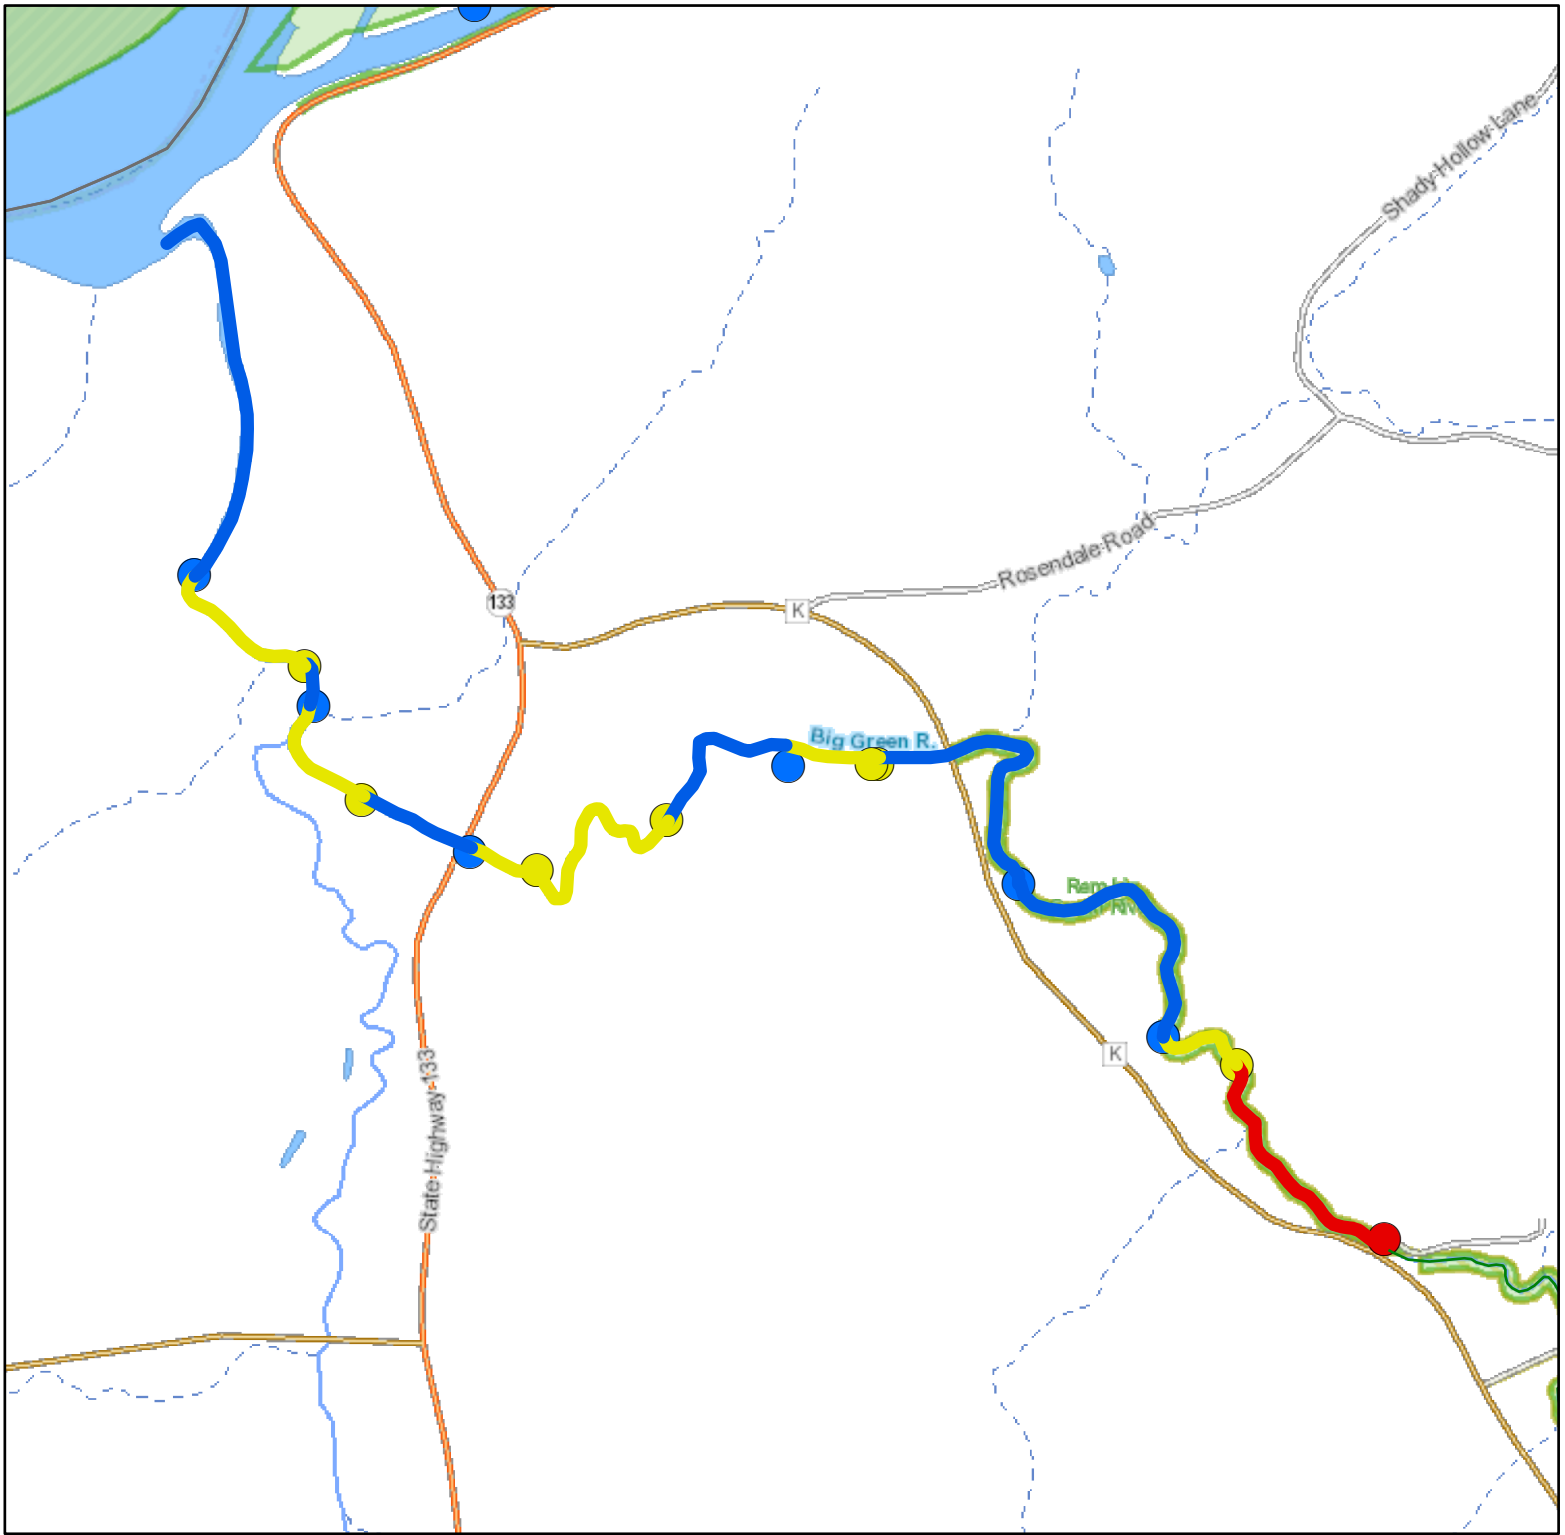 Shady Hollow Lane
Rosendale Road
133
K
Big Green R.
K
State Highway 133